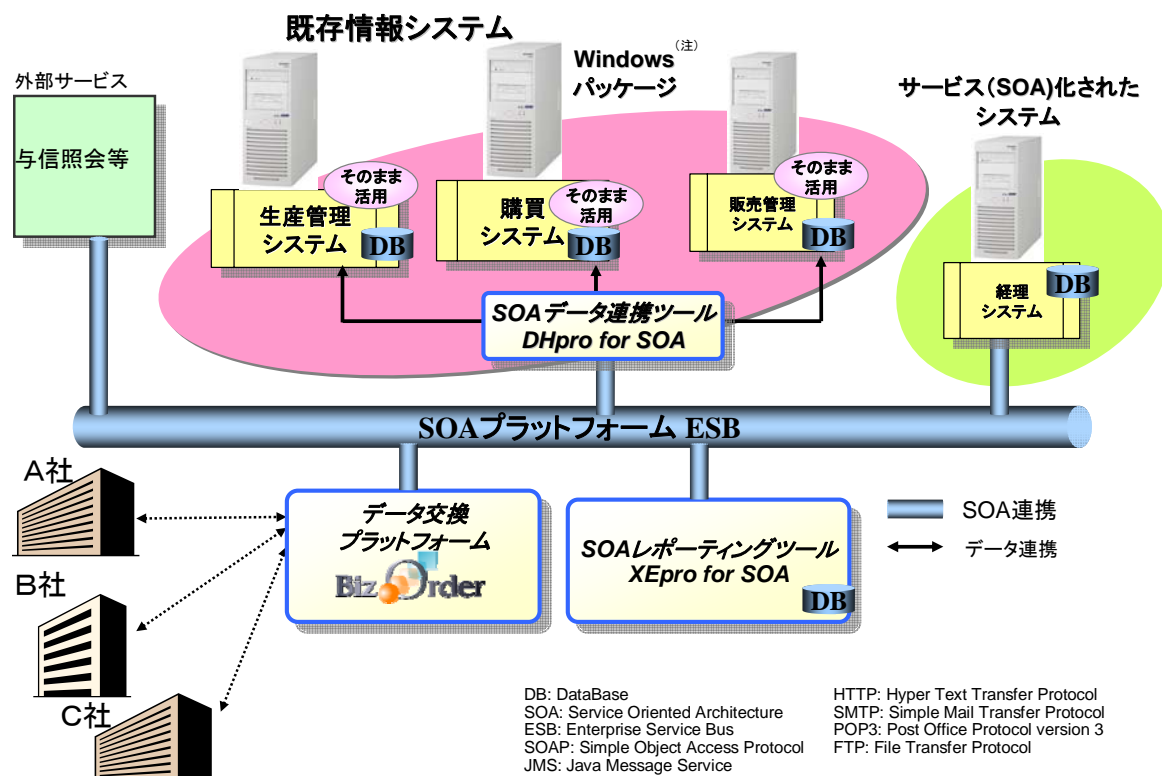 既存情報システム
Windows(注)
パッケージ
外部サービス
与信照会等
サービス(SOA)化された
システム
そのまま
活用
生産管理
システム
DB
そのまま
活用
購買
システム
DB
そのまま
活用
販売管理
システム
DB
経理
システム
DB
SOAデータ連携ツール
DHpro for SOA
SOAプラットフォーム ESB
A社
B社
C社
データ交換
プラットフォーム
BizOrder
SOAレポーティングツール
XEpro for SOA
DB
SOA連携
データ連携
DB: DataBase
SOA: Service Oriented Architecture
ESB: Enterprise Service Bus
SOAP: Simple Object Access Protocol
JMS: Java Message Service
HTTP: Hyper Text Transfer Protocol
SMTP: Simple Mail Transfer Protocol
POP3: Post Office Protocol version 3
FTP: File Transfer Protocol